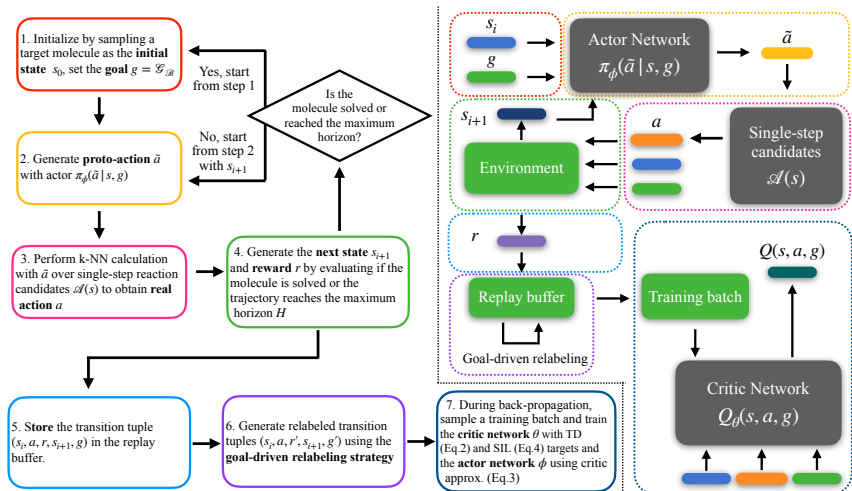 1. Initialize by sampling a
target molecule as the initial
state s₀, set the goal g = 𝒢_ℬ
Yes, start
from step 1
Is the
molecule solved or
reached the maximum
horizon?
No, start
from step 2
with sᵢ₊₁
2. Generate proto-action ã
with actor π_ϕ(ã | s, g)
3. Perform k-NN calculation
with ã over single-step reaction
candidates 𝒜(s) to obtain real
action a
4. Generate the next state sᵢ₊₁
and reward r by evaluating if the
molecule is solved or the
trajectory reaches the maximum
horizon H
5. Store the transition tuple
(sᵢ, a, r, sᵢ₊₁, g) in the replay
buffer.
6. Generate relabeled transition
tuples (sᵢ, a, r′, sᵢ₊₁, g′) using the
goal-driven relabeling strategy
7. During back-propagation,
sample a training batch and train
the critic network θ with TD
(Eq.2) and SIL (Eq.4) targets and
the actor network ϕ using critic
approx. (Eq.3)
sᵢ
g
Actor Network
π_ϕ(ã | s, g)
ã
sᵢ₊₁
Environment
a
Single-step
candidates
𝒜(s)
r
Replay buffer
Goal-driven relabeling
Training batch
Q(s, a, g)
Critic Network
Q_θ(s, a, g)